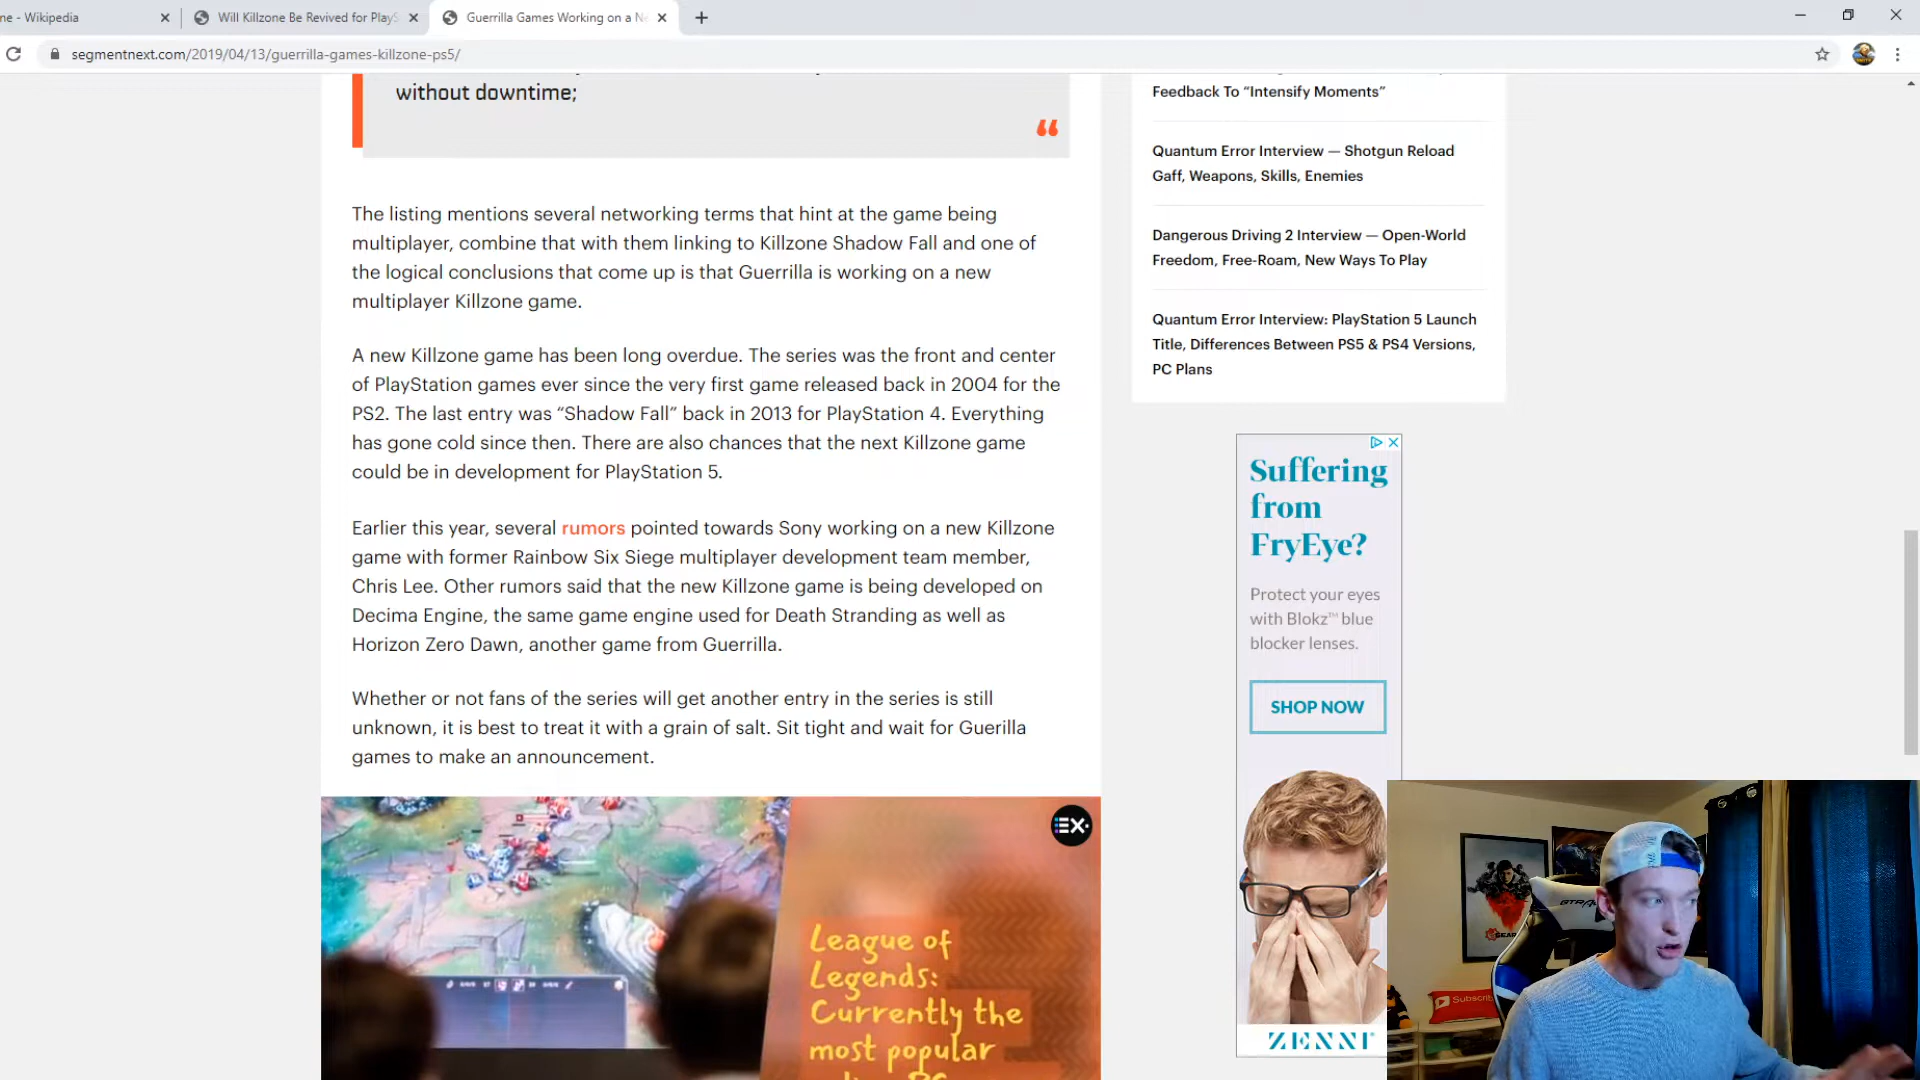 ne - Wikipedia
Will Killzone Be Revived for PlayS
Guerrilla Games Working on a N
segmentnext.com/2019/04/13/guerrilla-games-killzone-ps5/
without downtime;
“
The listing mentions several networking terms that hint at the game being
multiplayer, combine that with them linking to Killzone Shadow Fall and one of
the logical conclusions that come up is that Guerrilla is working on a new
multiplayer Killzone game.
A new Killzone game has been long overdue. The series was the front and center
of PlayStation games ever since the very first game released back in 2004 for the
PS2. The last entry was “Shadow Fall” back in 2013 for PlayStation 4. Everything
has gone cold since then. There are also chances that the next Killzone game
could be in development for PlayStation 5.
Earlier this year, several rumors pointed towards Sony working on a new Killzone
game with former Rainbow Six Siege multiplayer development team member,
Chris Lee. Other rumors said that the new Killzone game is being developed on
Decima Engine, the same game engine used for Death Stranding as well as
Horizon Zero Dawn, another game from Guerrilla.
Whether or not fans of the series will get another entry in the series is still
unknown, it is best to treat it with a grain of salt. Sit tight and wait for Guerilla
games to make an announcement.
EX
League of
Legends:
Currently the
most popular
Feedback To “Intensify Moments”
Quantum Error Interview — Shotgun Reload
Gaff, Weapons, Skills, Enemies
Dangerous Driving 2 Interview — Open-World
Freedom, Free-Roam, New Ways To Play
Quantum Error Interview: PlayStation 5 Launch
Title, Differences Between PS5 & PS4 Versions,
PC Plans
Suffering
from
FryEye?
Protect your eyes
with Blokz™ blue
blocker lenses.
SHOP NOW
ZENNI
GEARS
GTRA
Subscri